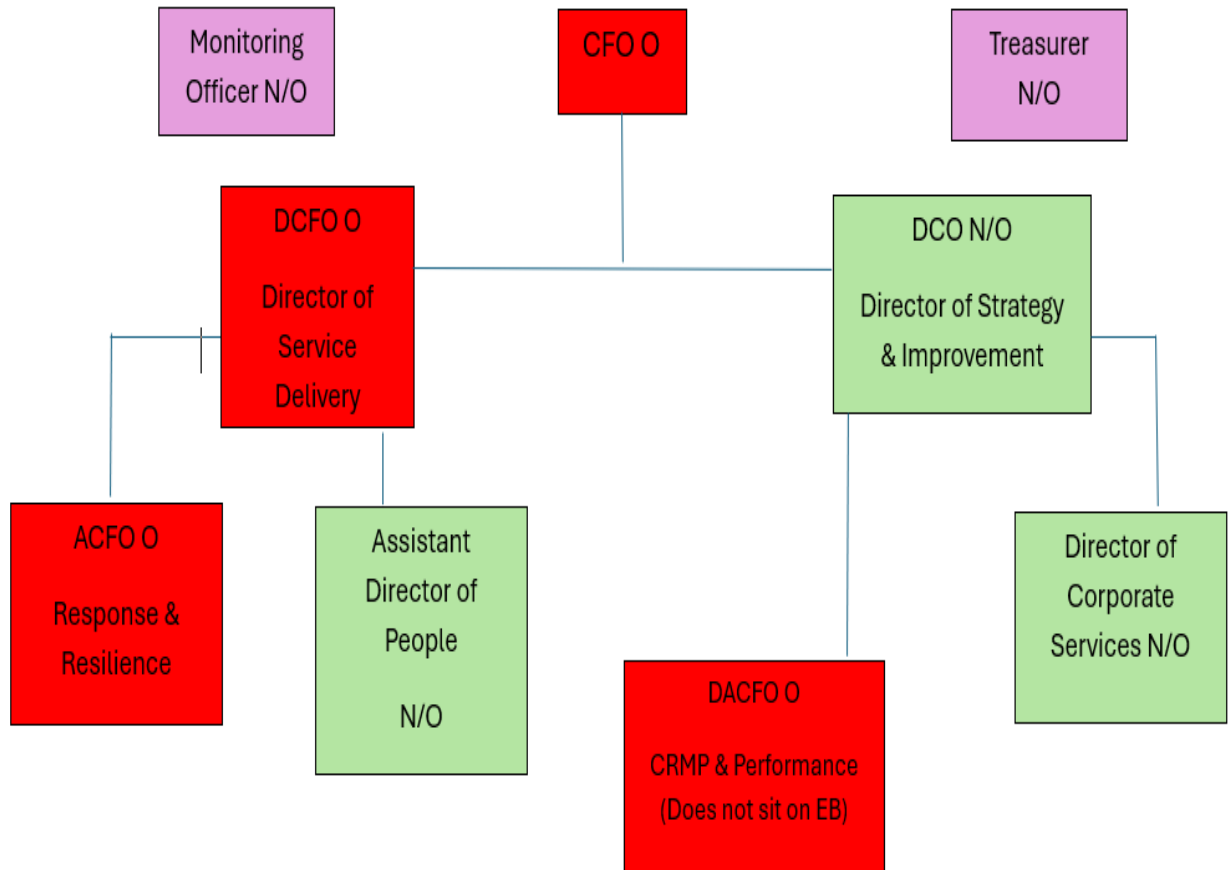 Monitoring
Officer N/O
CFO O
Treasurer
N/O
DCFO O
Director of
Service
Delivery
DCO N/O
Director of Strategy
& Improvement
ACFO O
Response &
Resilience
Assistant
Director of
People
N/O
DACFO O
CRMP & Performance
(Does not sit on EB)
Director of
Corporate
Services N/O